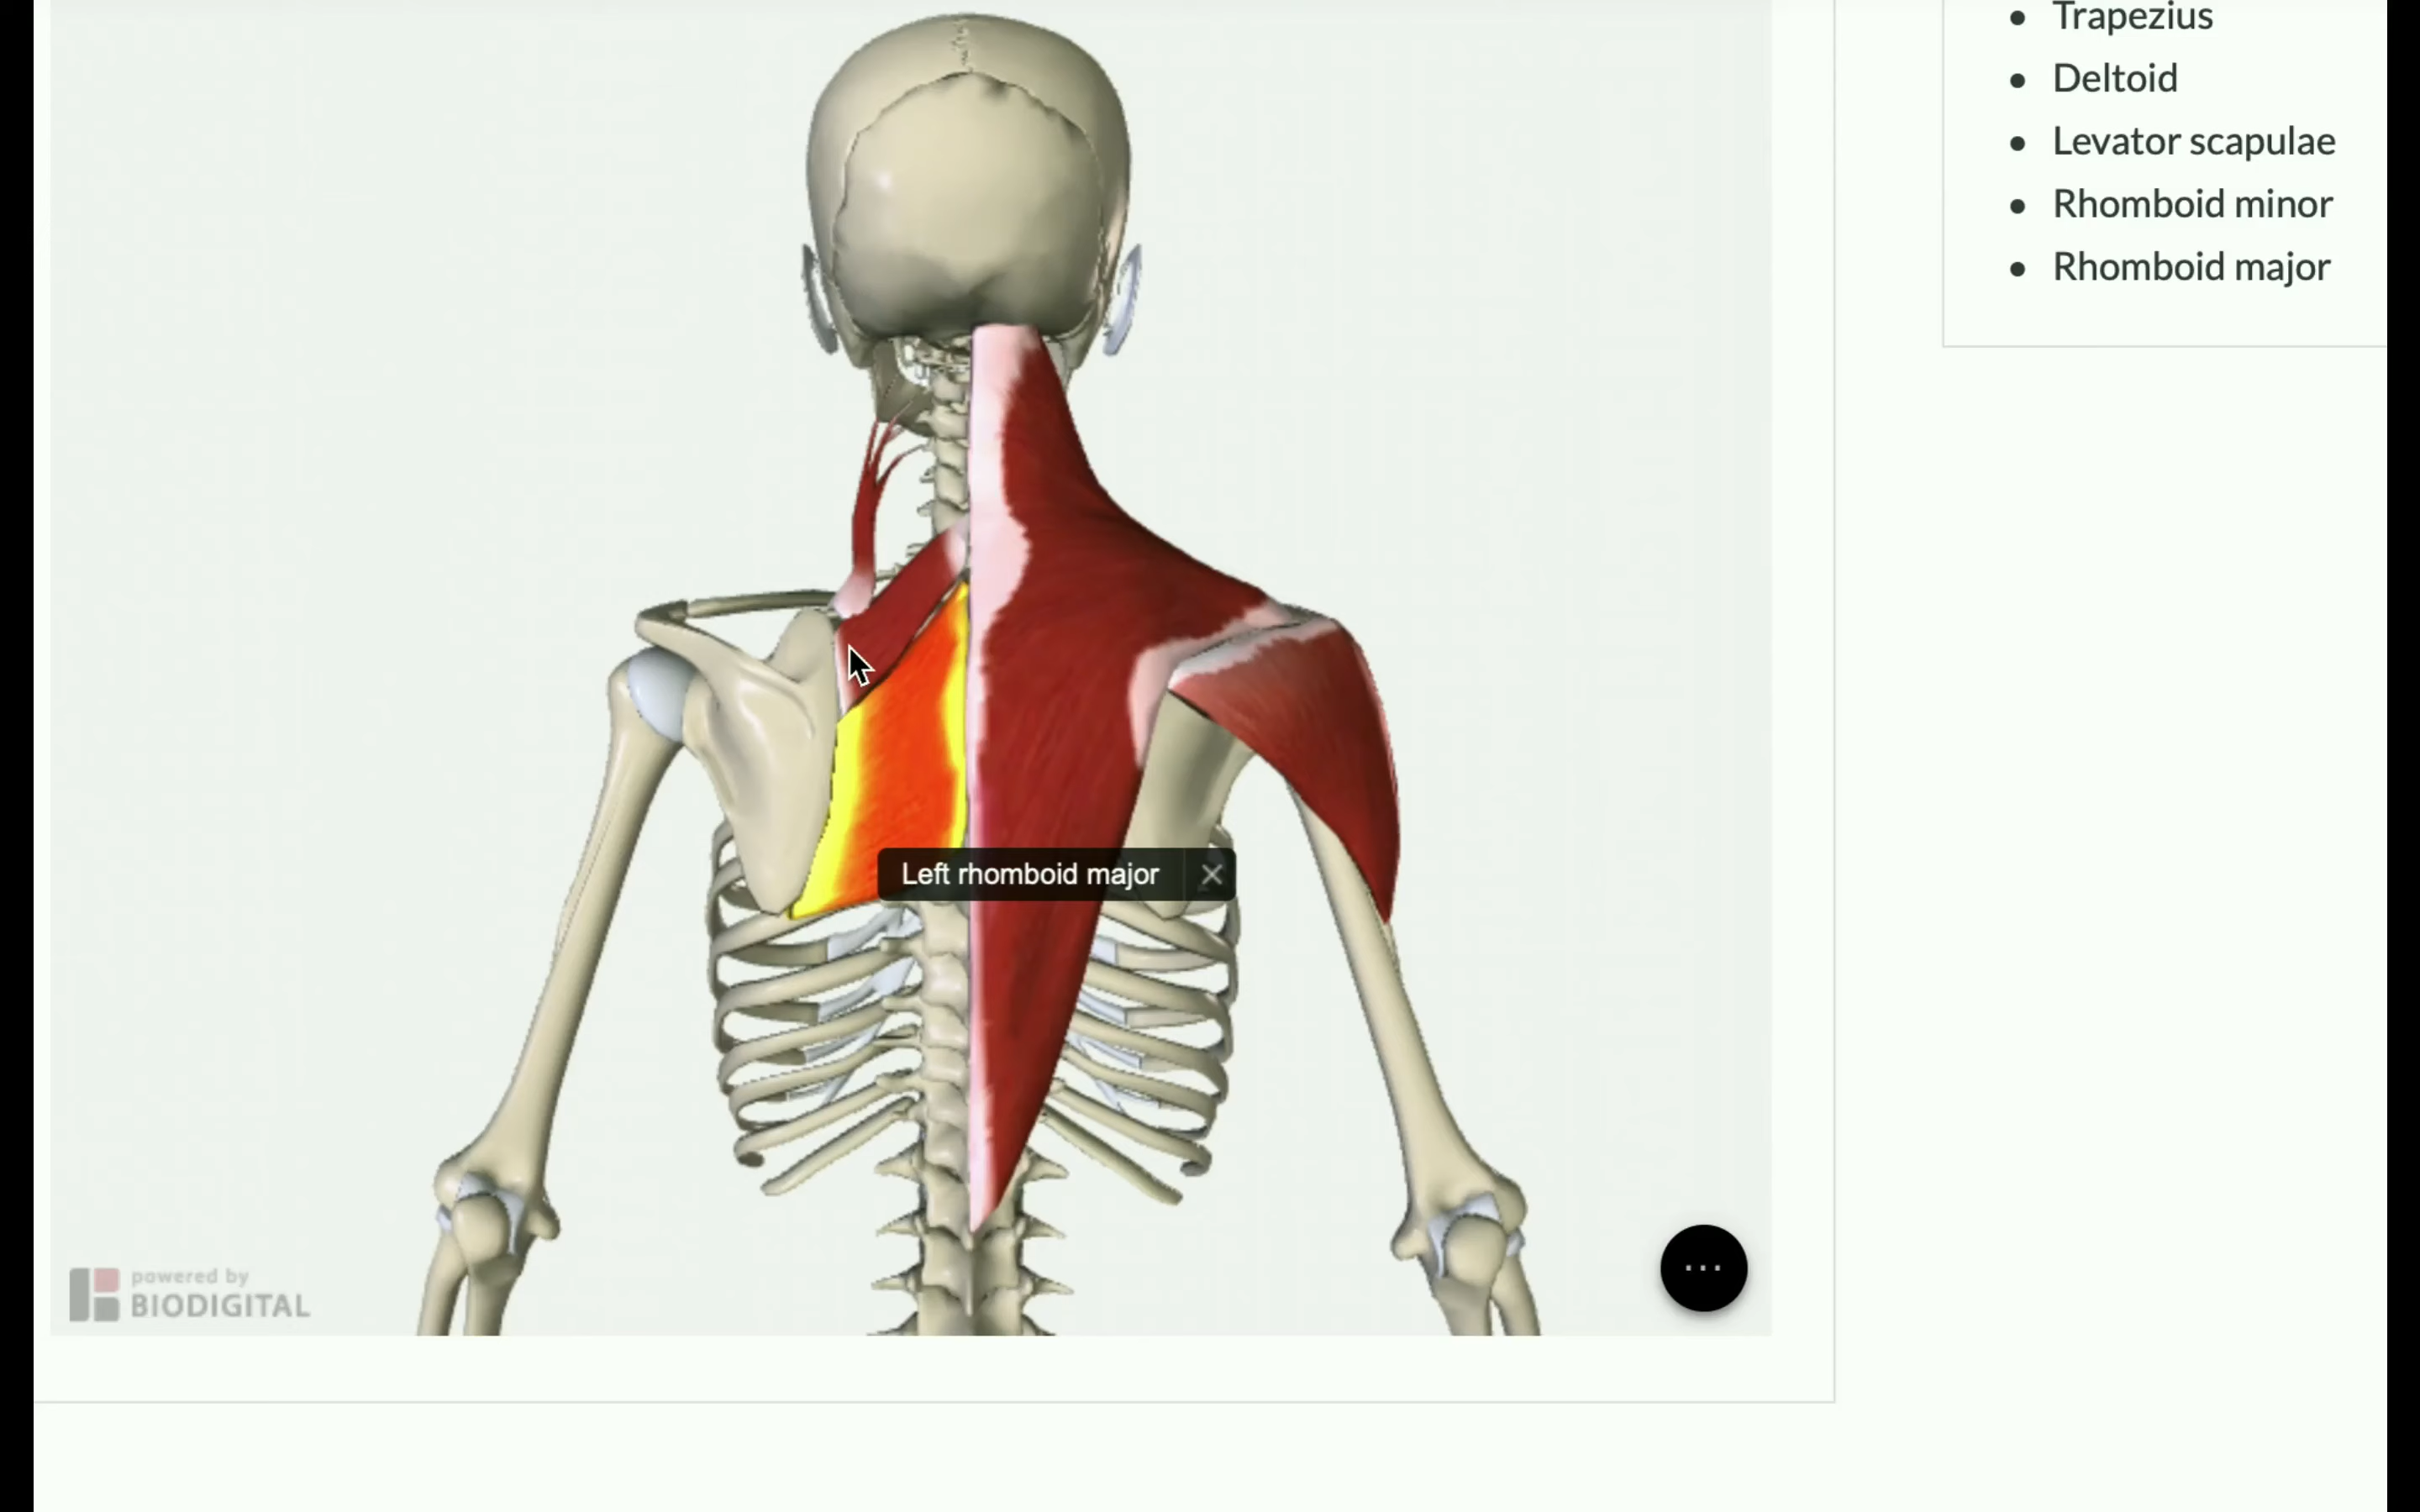 Trapezius
Deltoid
Levator scapulae
Rhomboid minor
Rhomboid major
Left rhomboid major
powered by
BIODIGITAL